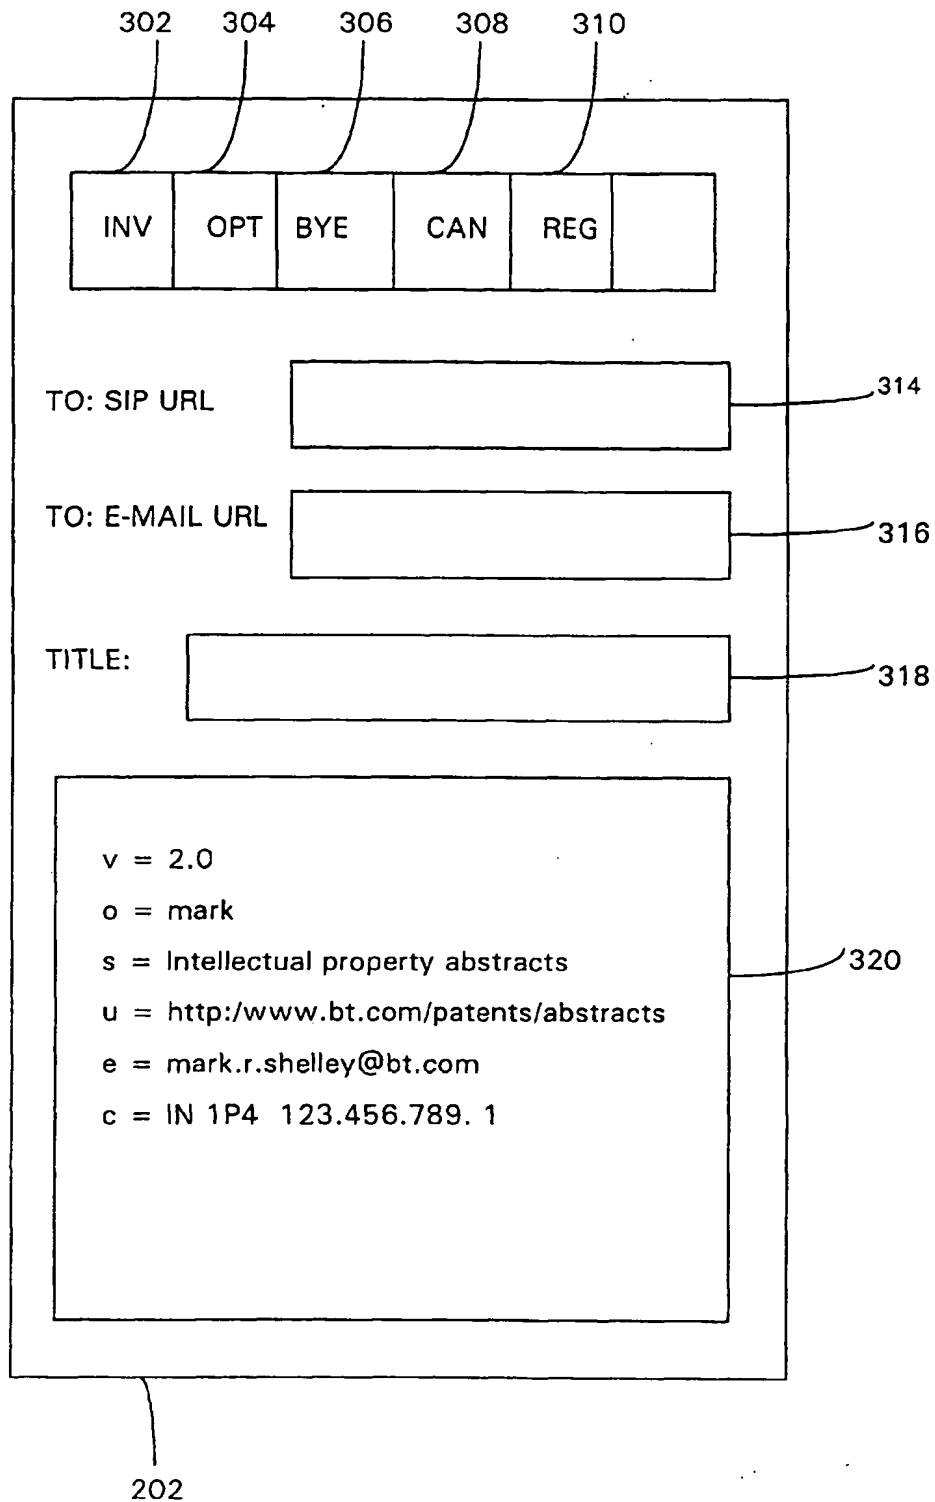 302 304 306 308 310
INV OPT BYE CAN REG
TO: SIP URL
314
TO: E-MAIL URL
316
TITLE:
318
v = 2.0
o = mark
s = Intellectual property abstracts
320
u = http:/www.bt.com/patents/abstracts
e = mark.r.shelley@bt.com
c = IN 1P4 123.456.789. 1
202